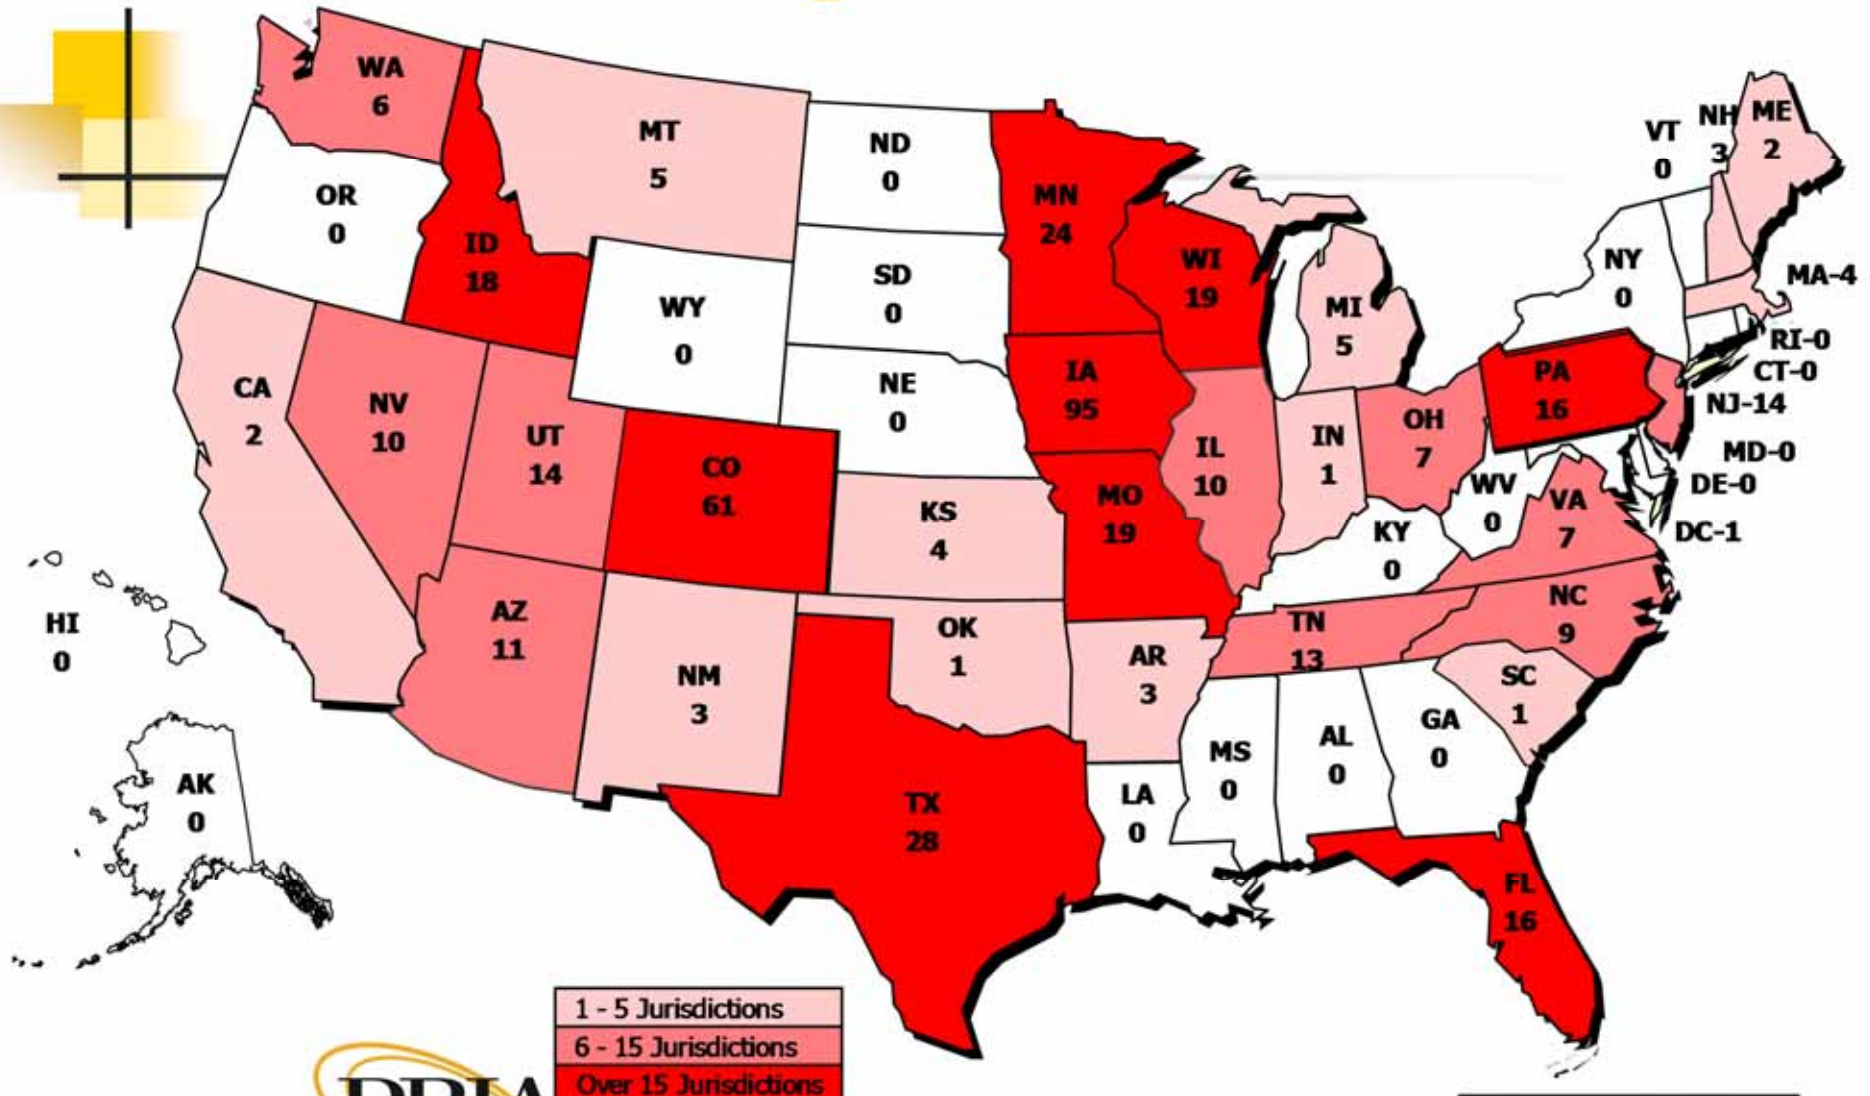 WA
6
MT
5
ND
0
MN
24
VT
0
NH
3
ME
2
OR
0
ID
18
SD
0
WI
19
MI
5
NY
0
MA-4
WY
0
RI-0
CT-0
NJ-14
MD-0
DE-0
DC-1
CA
2
NV
10
UT
14
CO
61
NE
0
IA
95
IL
10
IN
1
OH
7
PA
16
WV
0
VA
7
KS
4
MO
19
KY
0
HI
0
AZ
11
NM
3
OK
1
AR
3
TN
13
NC
9
SC
1
AK
0
TX
28
LA
0
MS
0
AL
0
GA
0
FL
16
1 - 5 Jurisdictions
6 - 15 Jurisdictions
Over 15 Jurisdictions